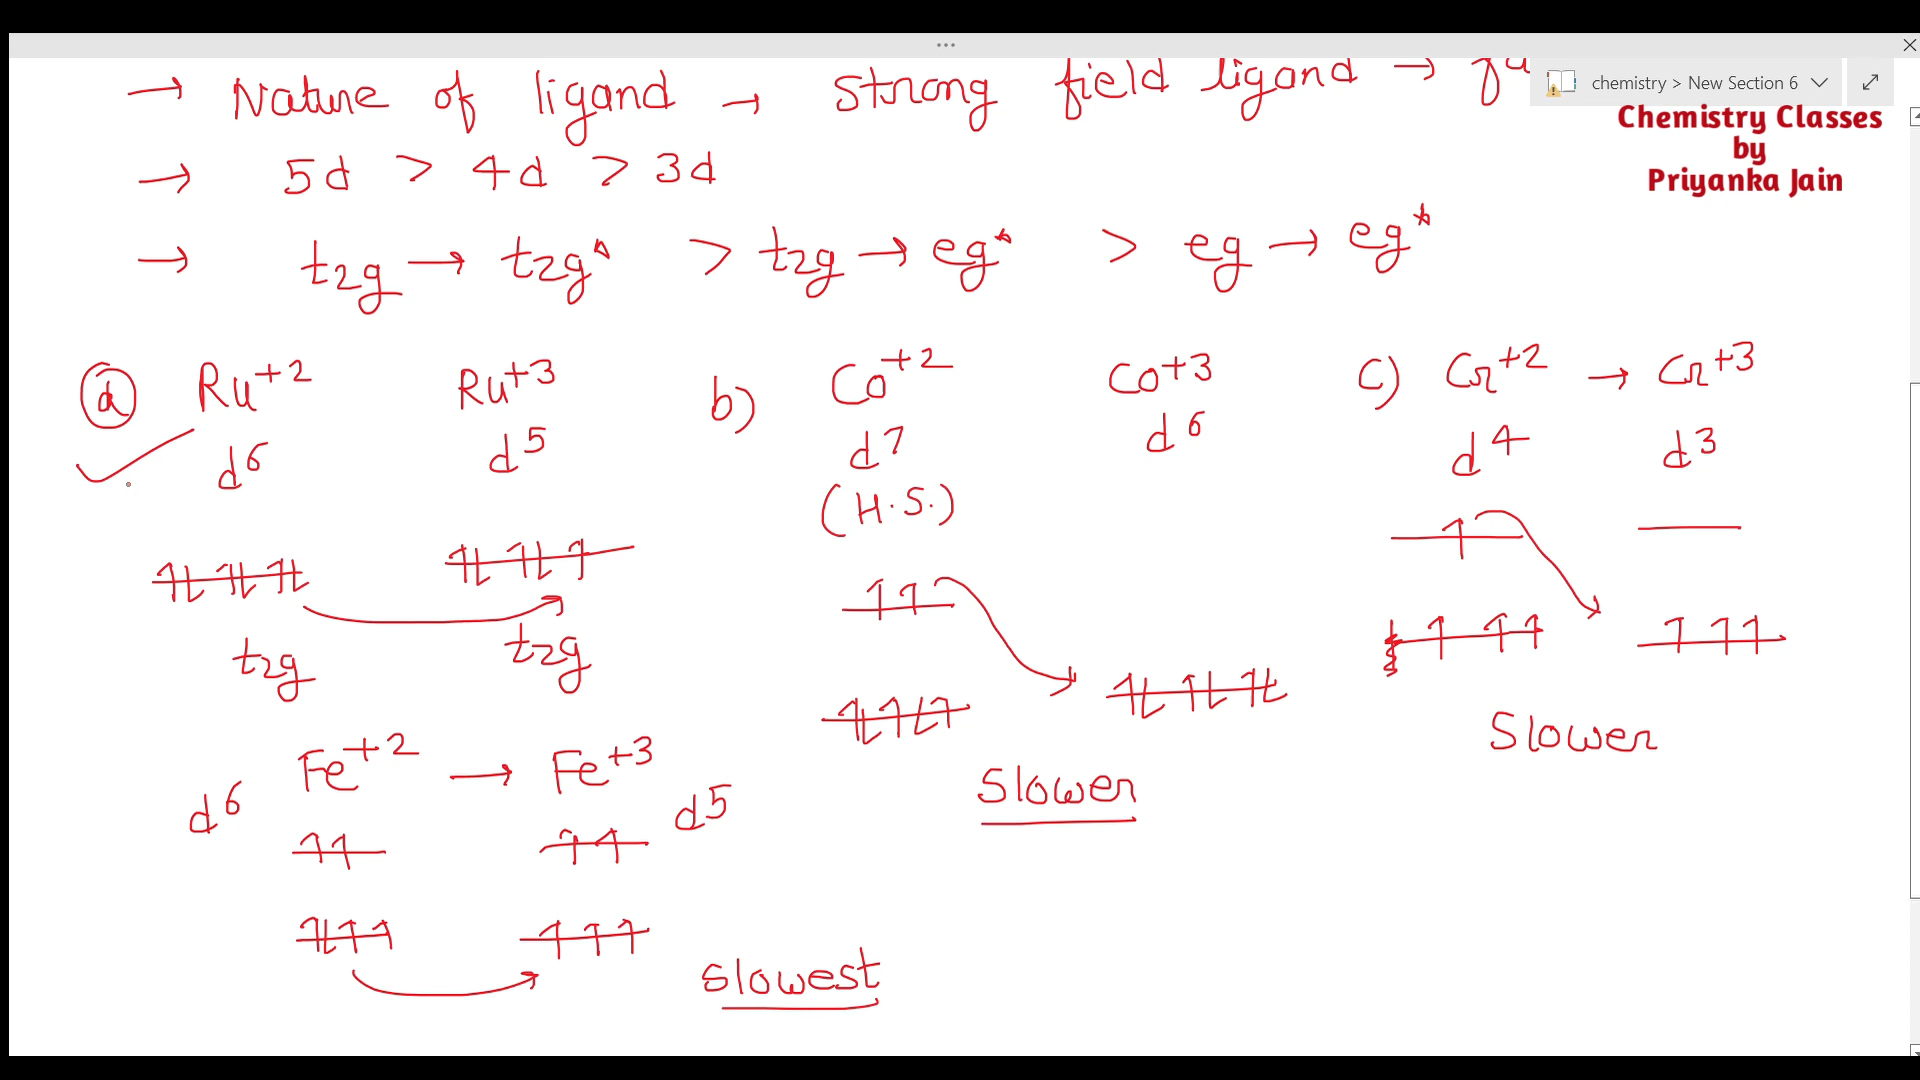 → Nature of ligand → Strong field ligand →
chemistry > New Section 6
Chemistry Classes
by
Priyanka Jain
→ 5d > 4d > 3d
→ t2g → t2g* > t2g → eg* > eg → eg*
a Ru+2 Ru+3 b) Co+2 Co+3 c) Cr+2 → Cr+3
d6 d5 d7 d6 d4 d3
(H.S.)
t2g t2g
Slower
Fe+2 → Fe+3
d6 d5
Slower
Slowest